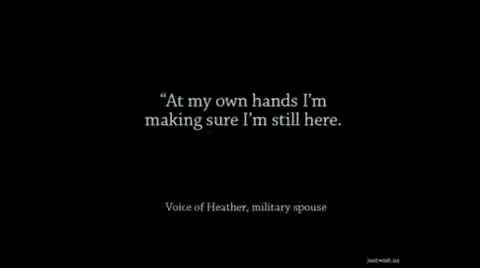 “At my own hands I’m
making sure I’m still here.
Voice of Heather, military spouse
justwait.us